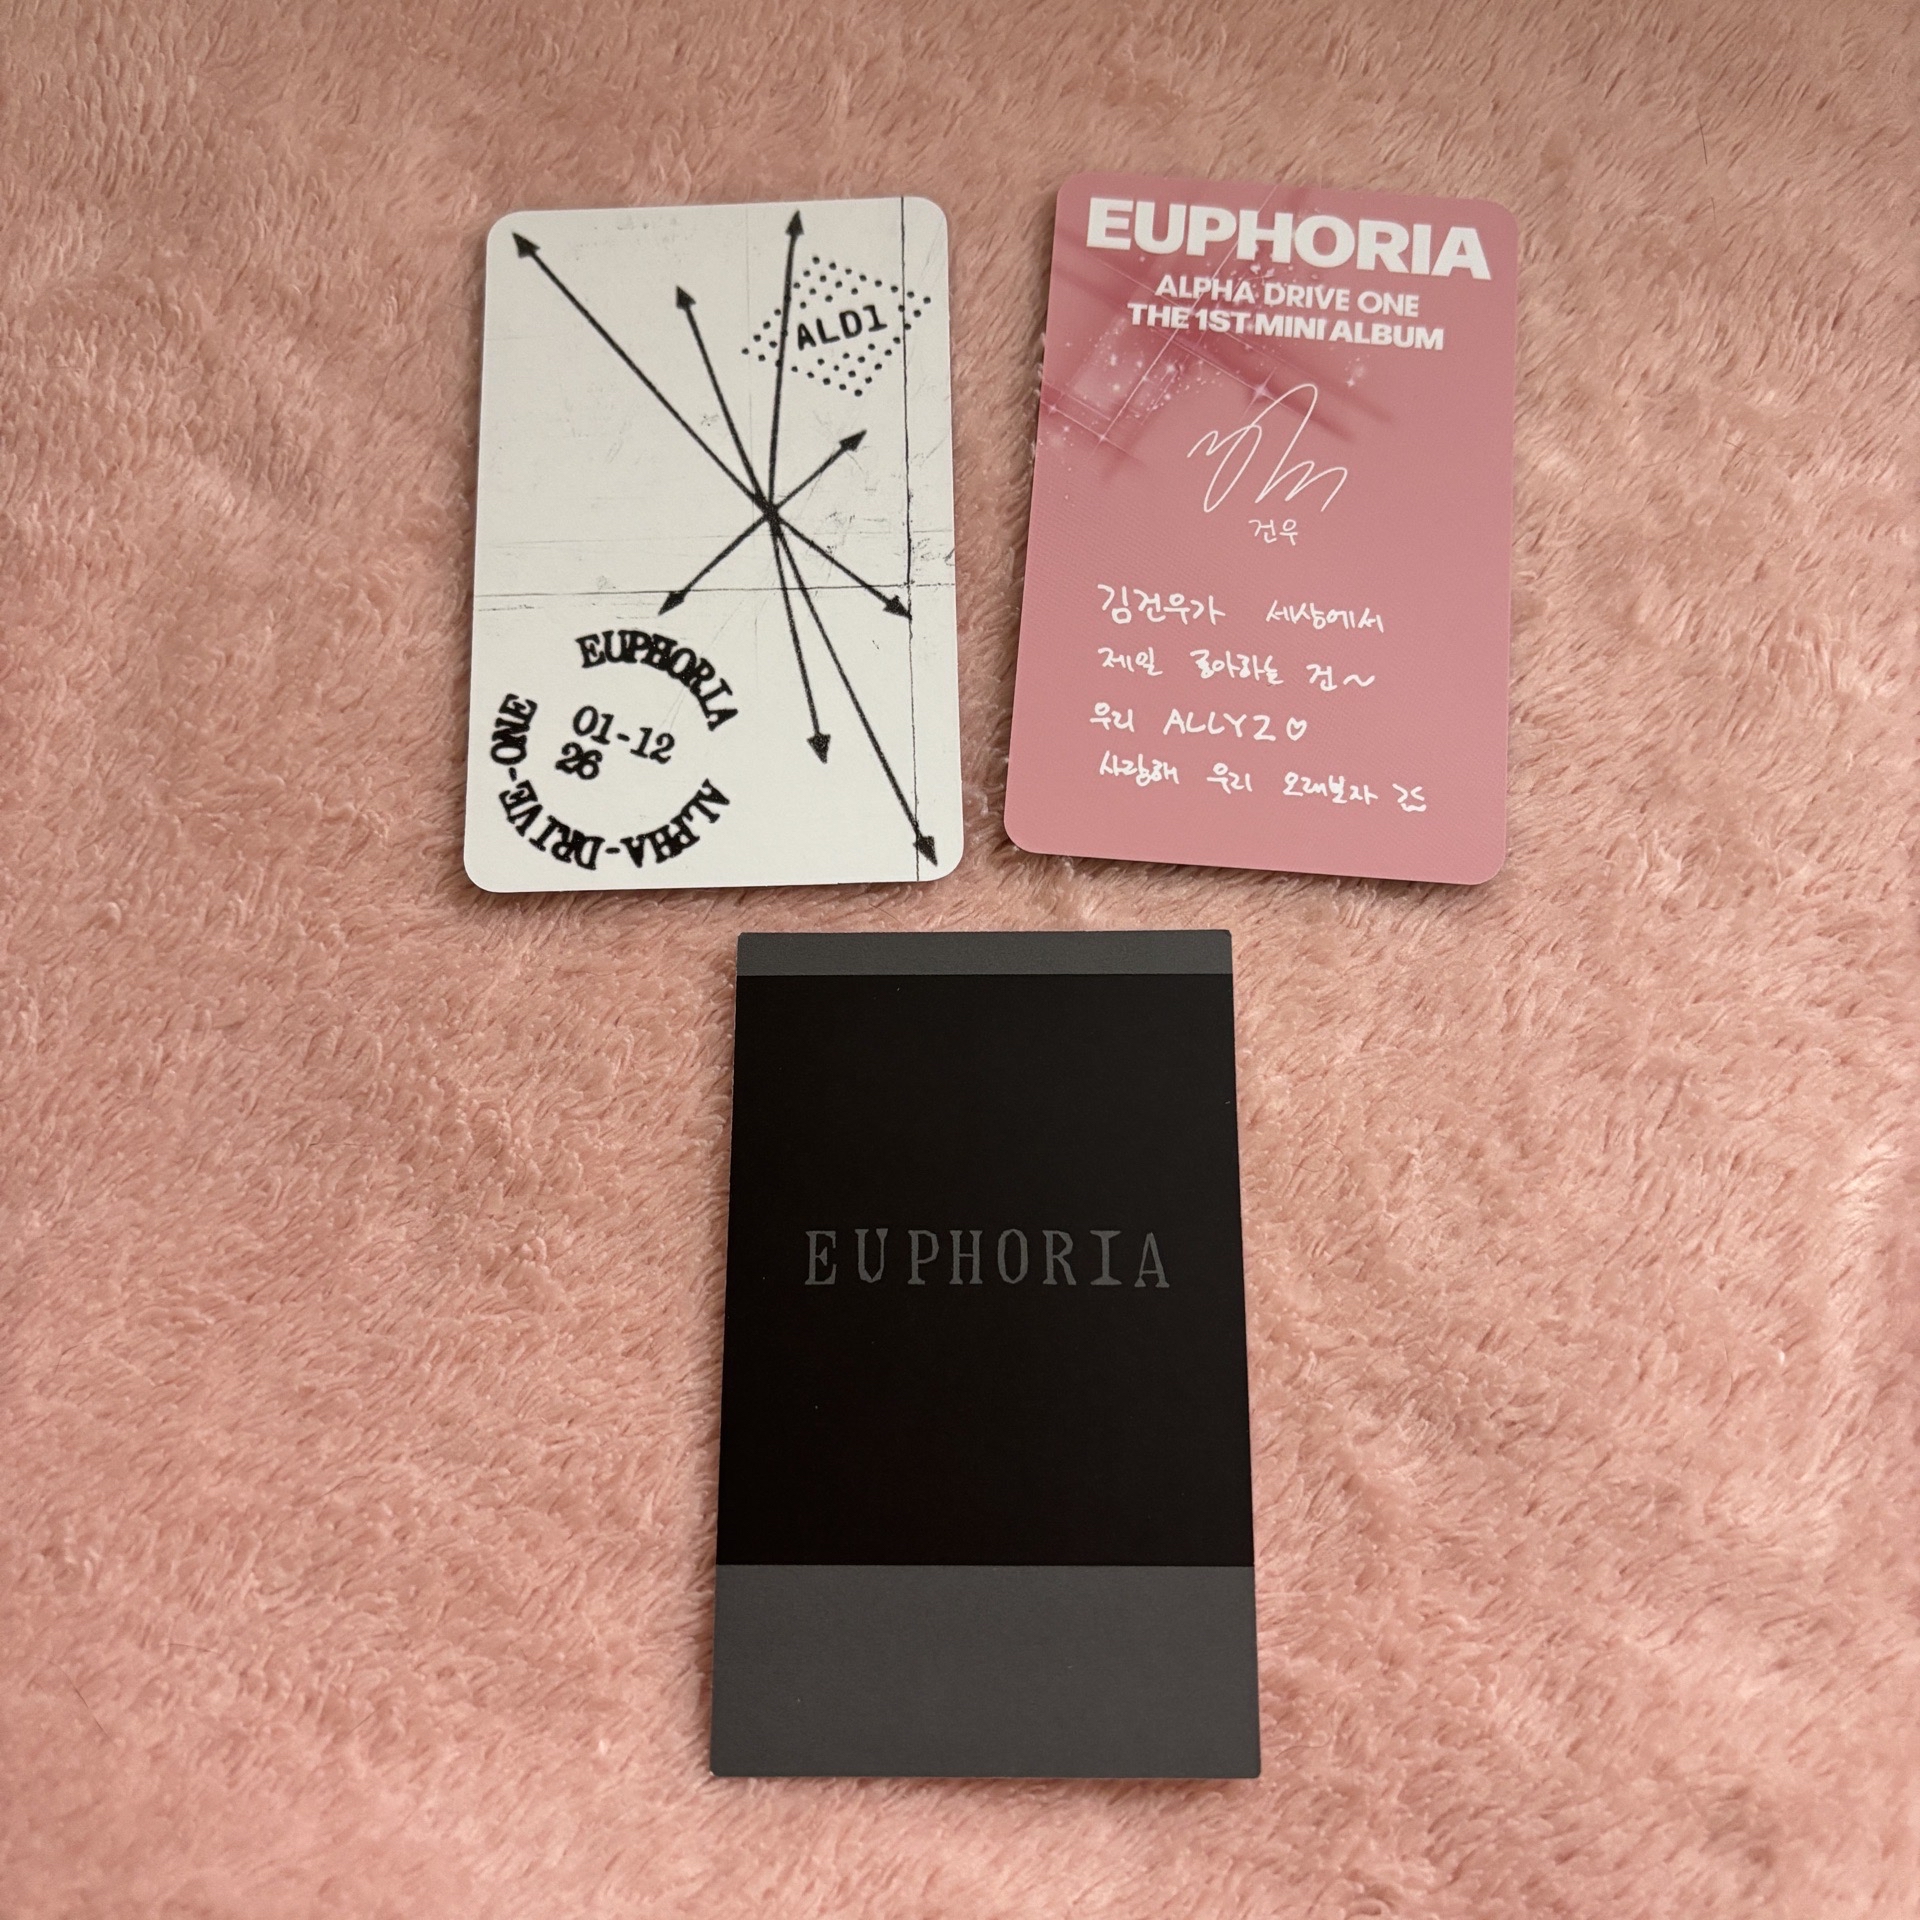 ALD1
EUPHORIA
01-12
26
ALPHA-DRIVE-ONE
EUPHORIA
ALPHA DRIVE ONE
THE 1ST MINI ALBUM
건우
김건우가 세상에서
제일 좋아하는 건~
우리 ALLYZ♡
사랑해 우리 오래보자
EUPHORIA